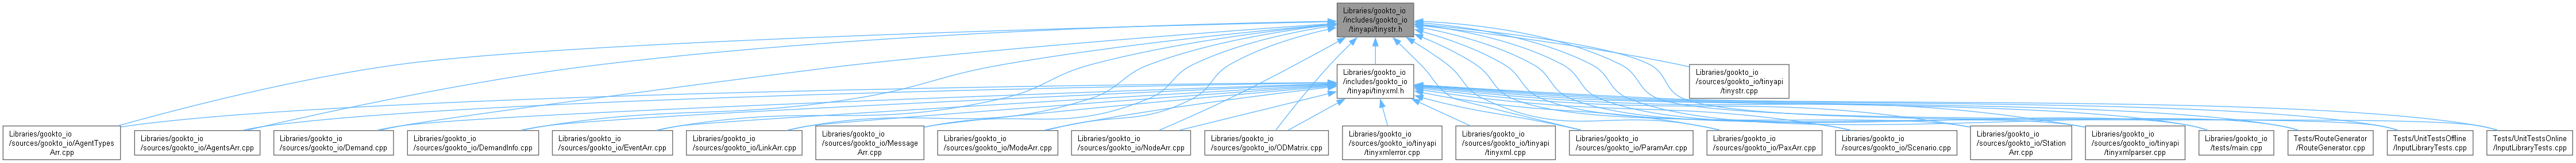 Libraries/gookto_io
/includes/gookto_io
/tinyapi/tinystr.h
Libraries/gookto_io
/includes/gookto_io
/tinyapi/tinyxml.h
Libraries/gookto_io
/sources/gookto_io/tinyapi
/tinystr.cpp
Libraries/gookto_io
/sources/gookto_io/AgentTypes
Arr.cpp
Libraries/gookto_io
/sources/gookto_io/AgentsArr.cpp
Libraries/gookto_io
/sources/gookto_io/Demand.cpp
Libraries/gookto_io
/sources/gookto_io/DemandInfo.cpp
Libraries/gookto_io
/sources/gookto_io/EventArr.cpp
Libraries/gookto_io
/sources/gookto_io/LinkArr.cpp
Libraries/gookto_io
/sources/gookto_io/Message
Arr.cpp
Libraries/gookto_io
/sources/gookto_io/ModeArr.cpp
Libraries/gookto_io
/sources/gookto_io/NodeArr.cpp
Libraries/gookto_io
/sources/gookto_io/ODMatrix.cpp
Libraries/gookto_io
/sources/gookto_io/tinyapi
/tinyxmlerror.cpp
Libraries/gookto_io
/sources/gookto_io/tinyapi
/tinyxml.cpp
Libraries/gookto_io
/sources/gookto_io/ParamArr.cpp
Libraries/gookto_io
/sources/gookto_io/PaxArr.cpp
Libraries/gookto_io
/sources/gookto_io/Scenario.cpp
Libraries/gookto_io
/sources/gookto_io/Station
Arr.cpp
Libraries/gookto_io
/sources/gookto_io/tinyapi
/tinyxmlparser.cpp
Libraries/gookto_io
/tests/main.cpp
Tests/RouteGenerator
/RouteGenerator.cpp
Tests/UnitTestsOffline
/InputLibraryTests.cpp
Tests/UnitTestsOnline
/InputLibraryTests.cpp